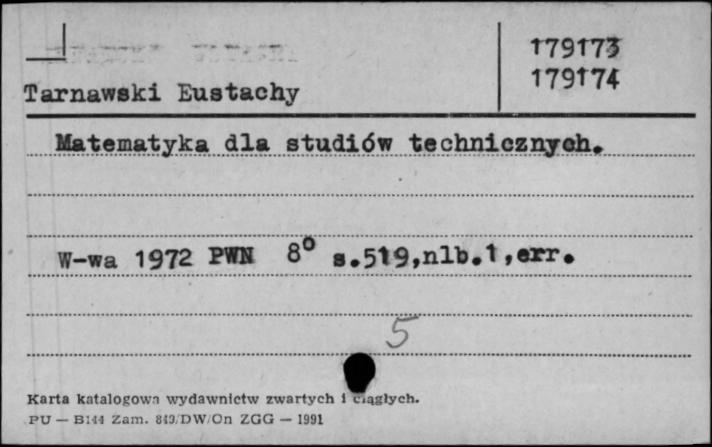 179173
179174
Tarnawski Eustachy
Matematyka dla studiów technicznych.
W-wa 1972 PWN 8° s.519,nlb.1,err.
5
Karta katalogowa wydawnictw zwartych i ciągłych.
PU — B144 Zam. 849/DW/On ZGG — 1991